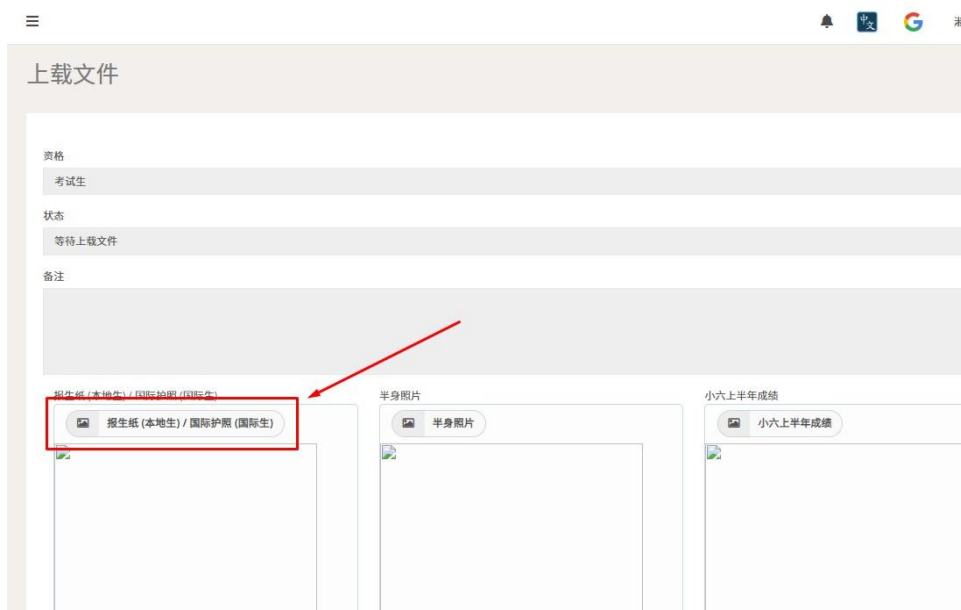 上载文件
资格
考试生
状态
等待上载文件
备注
报生纸 (本地生) / 国际护照 (国际生)
半身照片
小六上半年成绩
报生纸 (本地生) / 国际护照 (国际生)
半身照片
小六上半年成绩